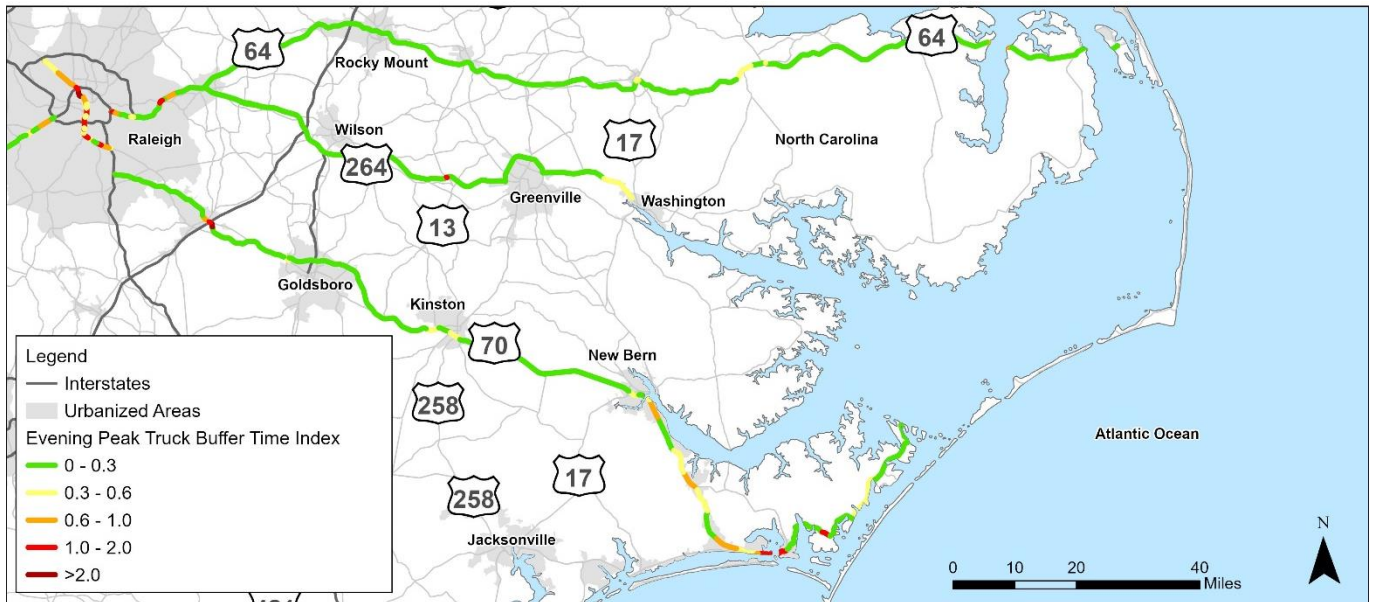 64
64
Rocky Mount
Raleigh
Wilson
17
North Carolina
264
Greenville
Washington
13
Goldsboro
Kinston
70
New Bern
258
Atlantic Ocean
17
258
Jacksonville
Legend
Interstates
Urbanized Areas
Evening Peak Truck Buffer Time Index
0 - 0.3
0.3 - 0.6
0.6 - 1.0
1.0 - 2.0
>2.0
N
0 10 20 40
Miles